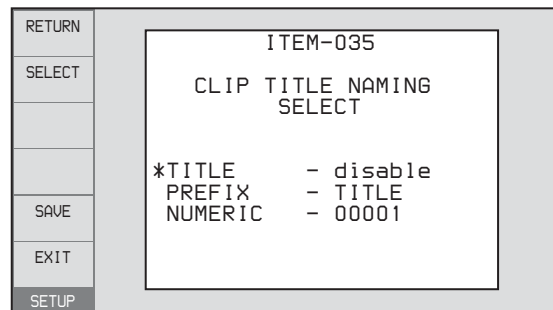 RETURN
SELECT
SAVE
EXIT
SETUP
ITEM-035
CLIP TITLE NAMING
SELECT
*TITLE - disable
PREFIX - TITLE
NUMERIC - 00001